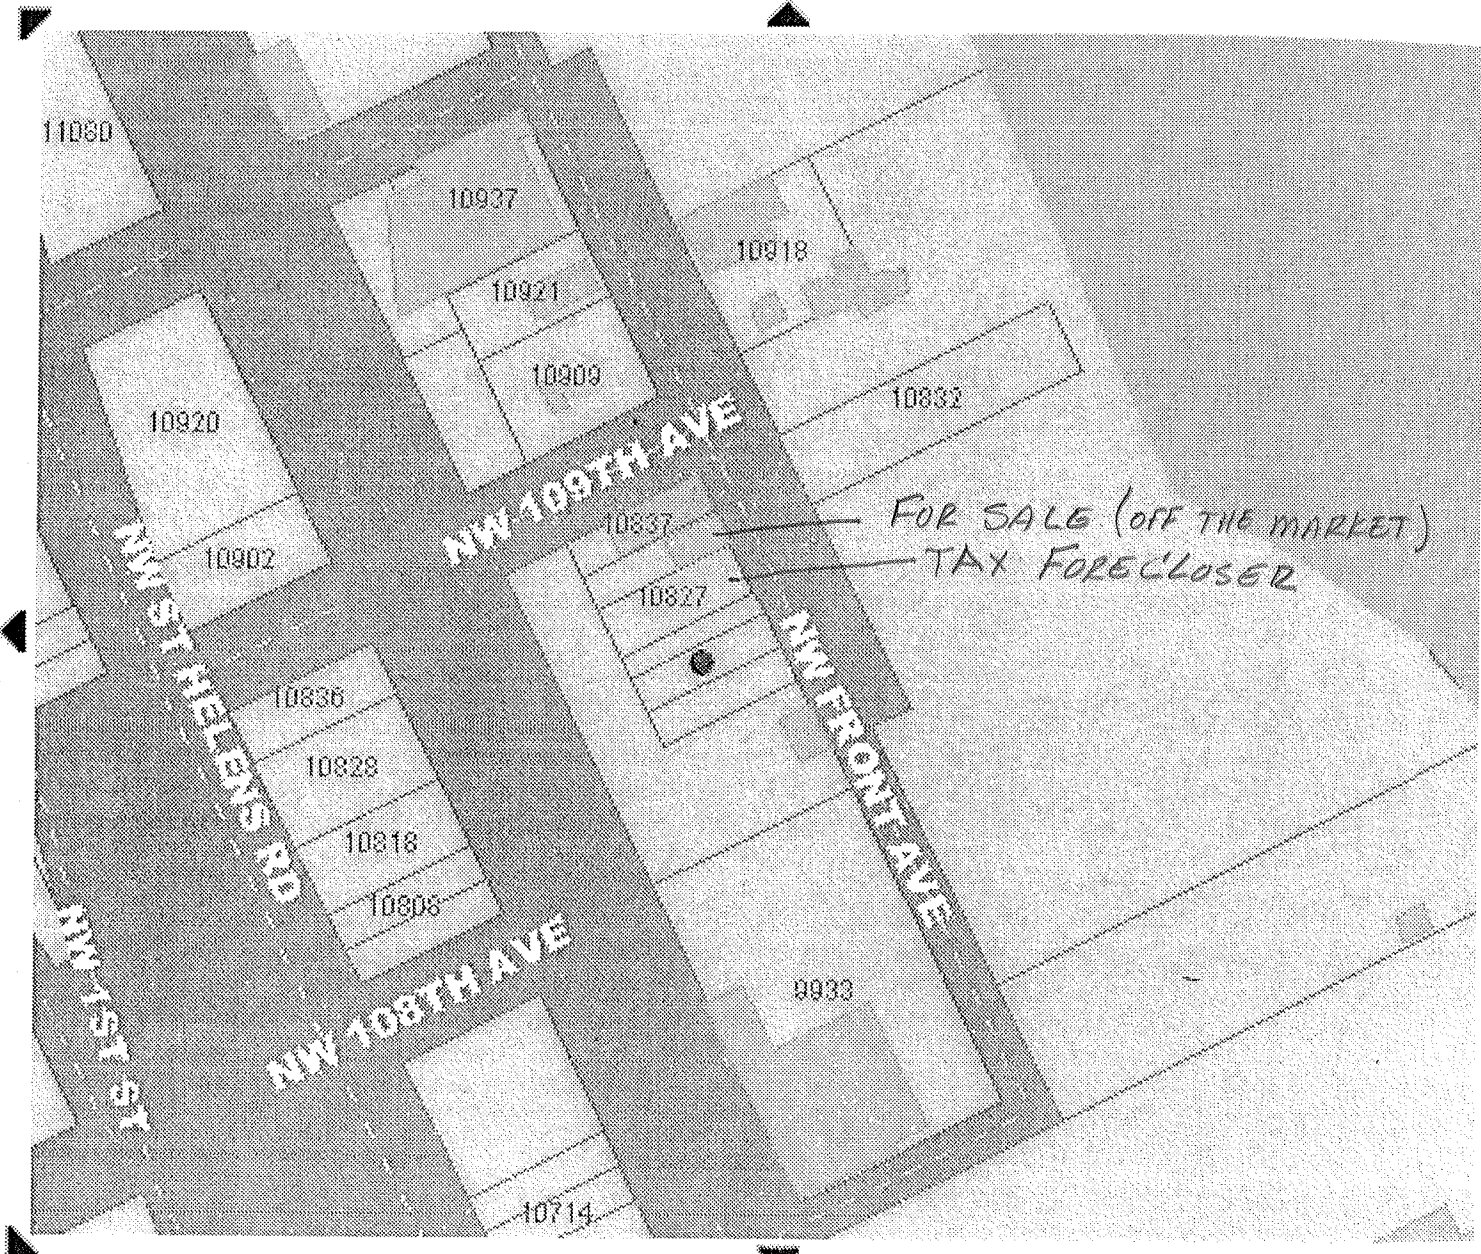 11080
10937
10918
10921
10909
10832
10920
NW 109TH AVE
10837
FOR SALE (OFF THE MARKET)
TAX FORECLOSER
10902
10827
NW ST HELENS RD
NW FRONT AVE
10836
10828
10818
10808
NW 1ST ST
NW 108TH AVE
9933
10714